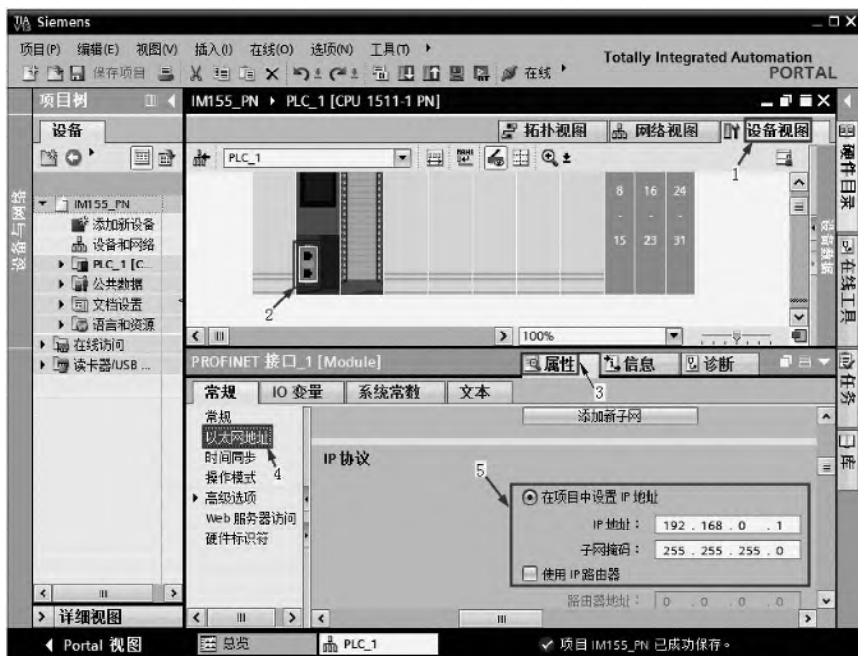 TIA V13 Siemens
项目(P) 编辑(E) 视图(V) 插入(I) 在线(O) 选项(N) 工具(T)
Totally Integrated Automation
PORTAL
保存项目
在线
项目树
IM155_PN ▸ PLC_1 [CPU 1511-1 PN]
设备
拓扑视图 网络视图 设备视图
1
PLC_1
IM155_PN
添加新设备
设备和网络
PLC_1 [C...
公共数据
文档设置
语言和资源
在线访问
读卡器/USB ...
设备与网络
8 16 24
- - -
15 23 31
2
100%
设备数据
硬件目录
在线工具
任务
库
PROFINET 接口_1 [Module]
属性 信息 诊断
3
常规 IO 变量 系统常数 文本
常规
以太网地址
时间同步
操作模式
高级选项
Web 服务器访问
硬件标识符
4
添加新子网
IP 协议
5
在项目中设置 IP 地址
IP 地址： 192 . 168 . 0 . 1
子网掩码： 255 . 255 . 255 . 0
使用 IP 路由器
路由器地址： 0 . 0 . 0 . 0
详细视图
Portal 视图 总览 PLC_1 项目 IM155_PN 已成功保存。